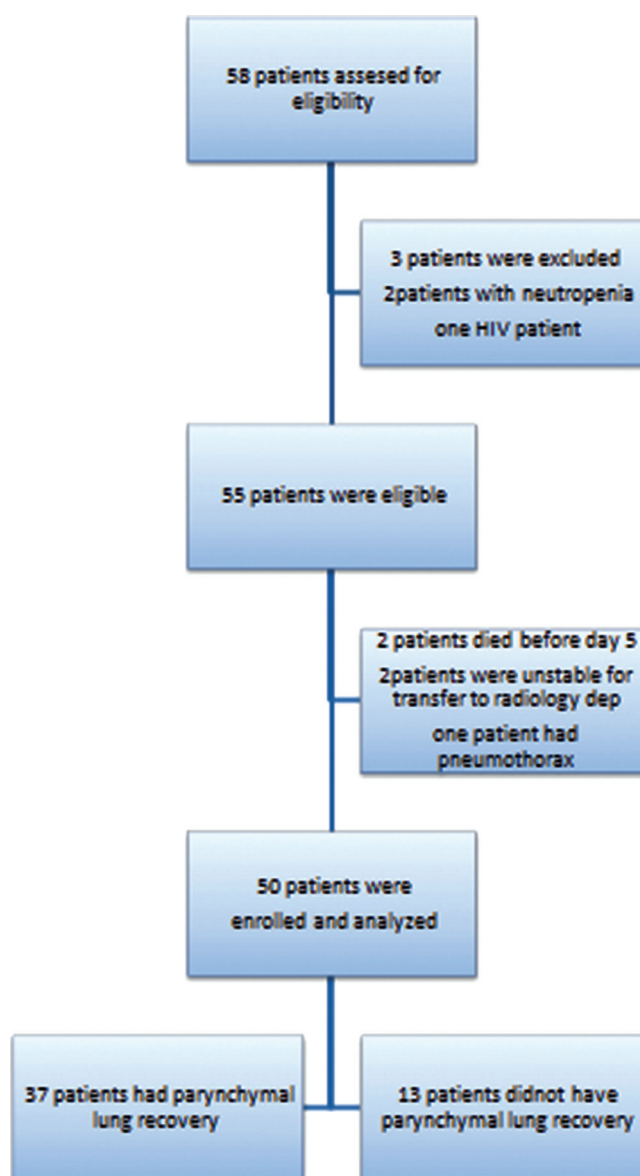 58 patients assesed for
eligibility
3 patients were excluded
2patients with neutropenia
one HIV patient
55 patients were eligible
2 patients died before day 5
2patients were unstable for
transfer to radiology dep
one patient had
pneumothorax
50 patients were
enrolled and analyzed
37 patients had parynchymal
lung recovery
13 patients didnot have
parynchymal lung recovery